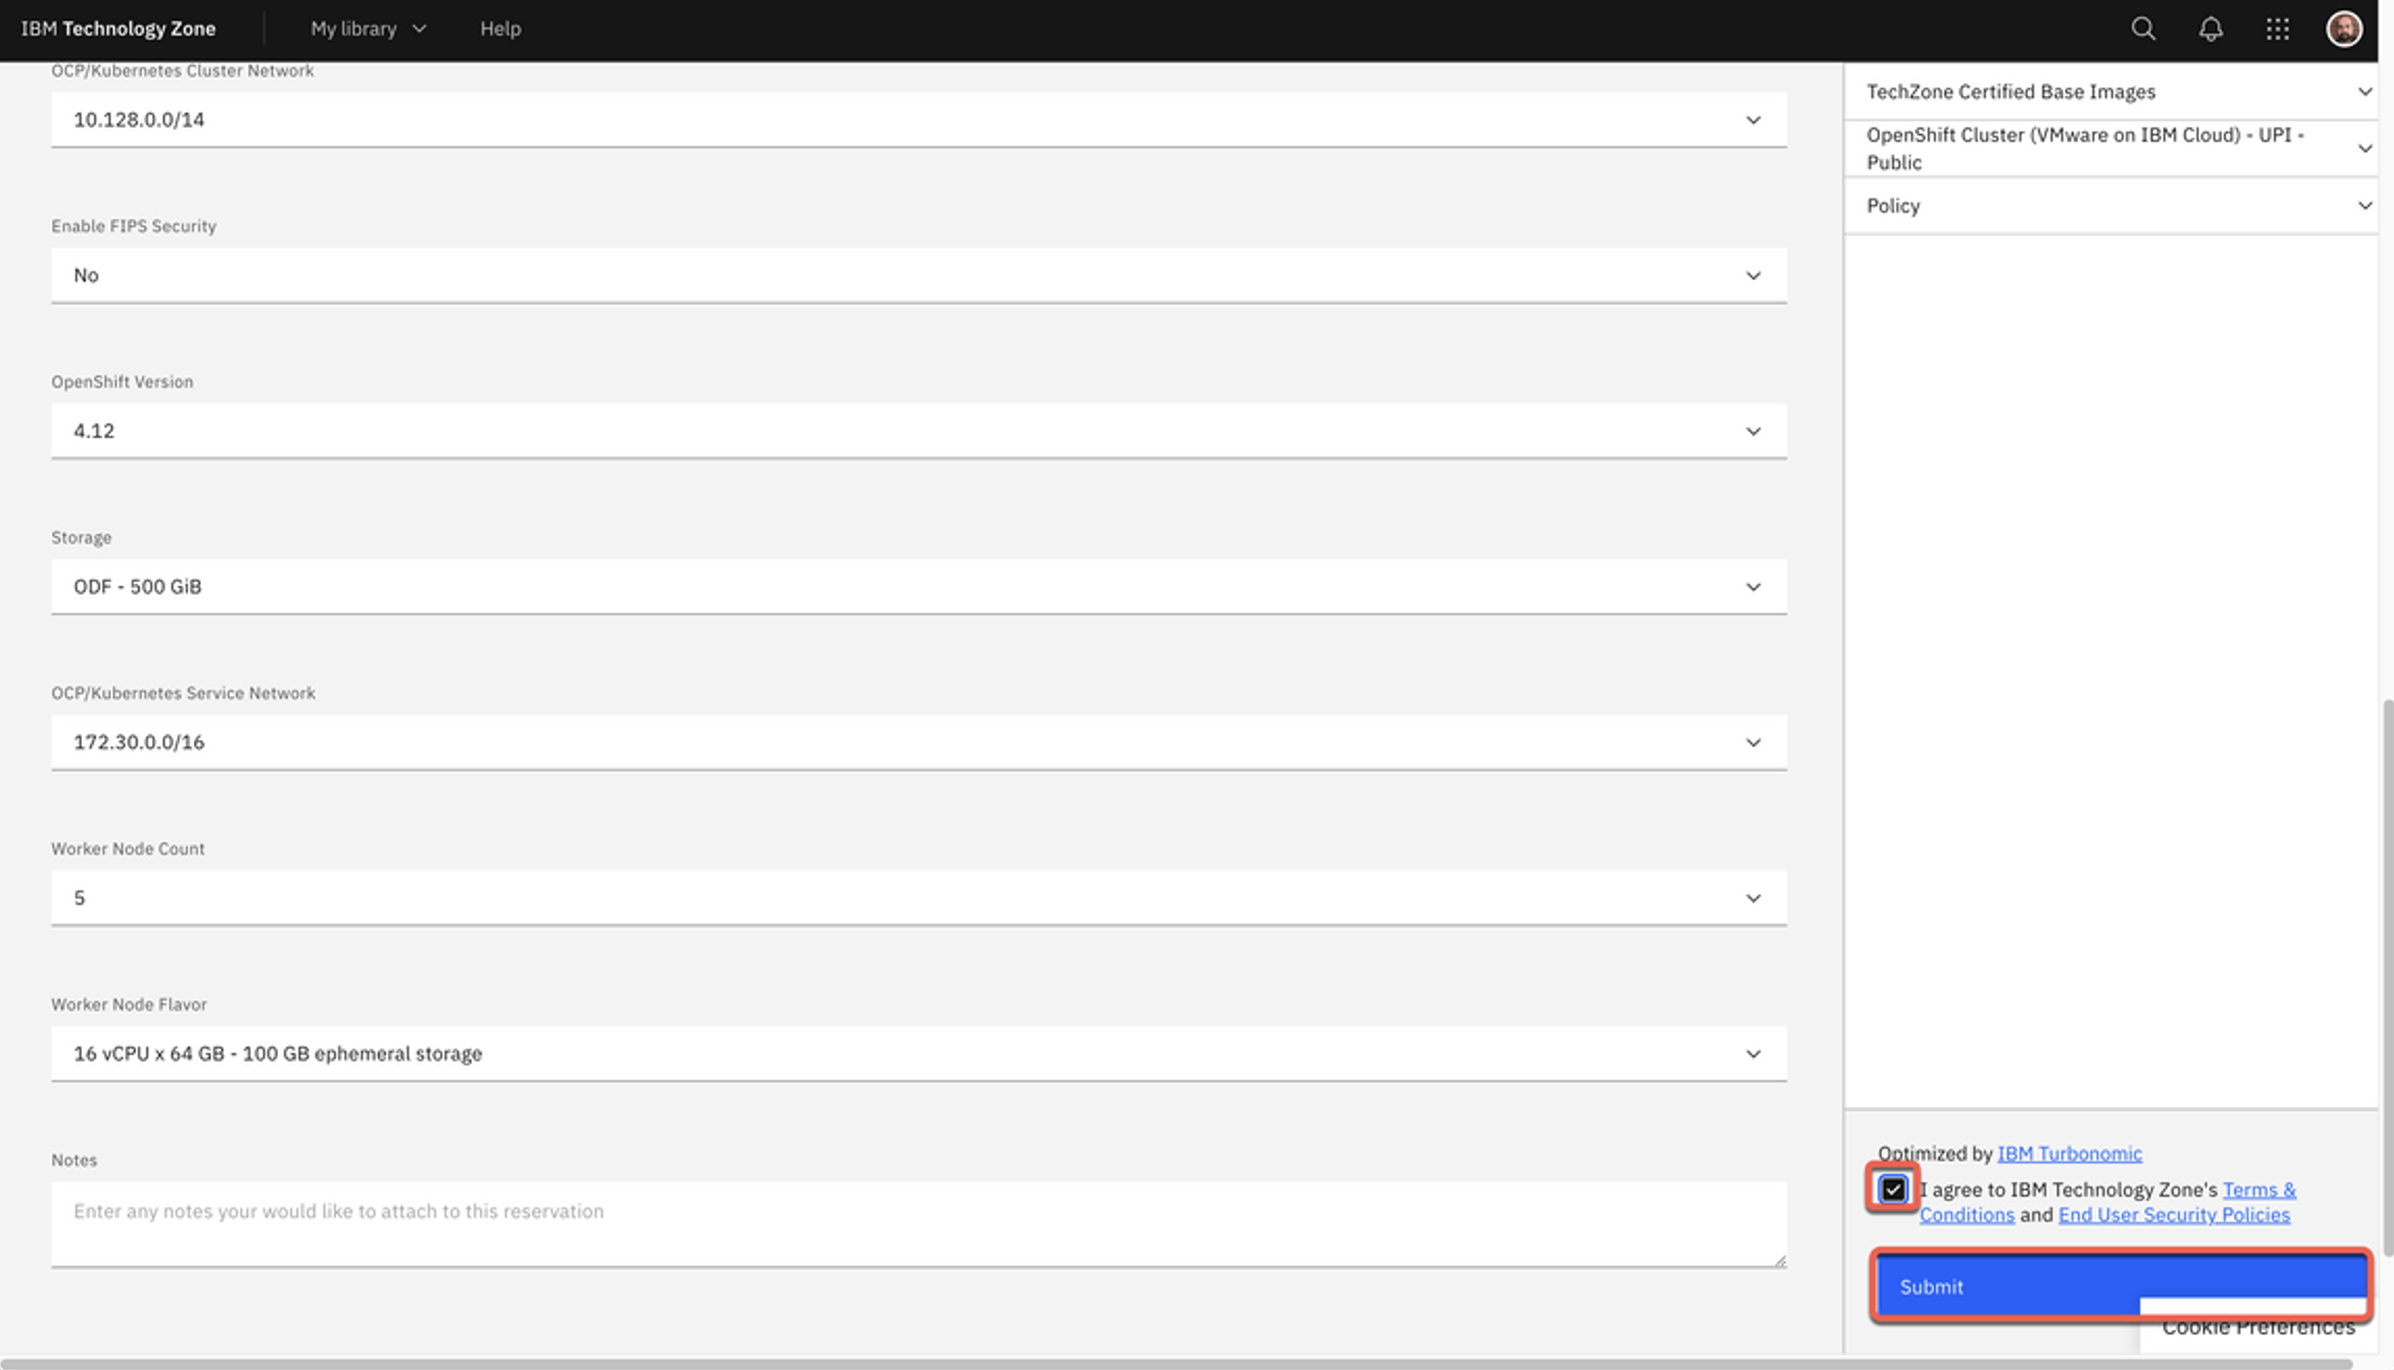 IBM Technology Zone
My library
Help
OCP/Kubernetes Cluster Network
10.128.0.0/14
Enable FIPS Security
No
OpenShift Version
4.12
Storage
ODF - 500 GiB
OCP/Kubernetes Service Network
172.30.0.0/16
Worker Node Count
5
Worker Node Flavor
16 vCPU x 64 GB - 100 GB ephemeral storage
Notes
Enter any notes your would like to attach to this reservation
TechZone Certified Base Images
OpenShift Cluster (VMware on IBM Cloud) - UPI -
Public
Policy
Optimized by IBM Turbonomic
I agree to IBM Technology Zone's Terms &
Conditions and End User Security Policies
Submit
Cookie Preferences